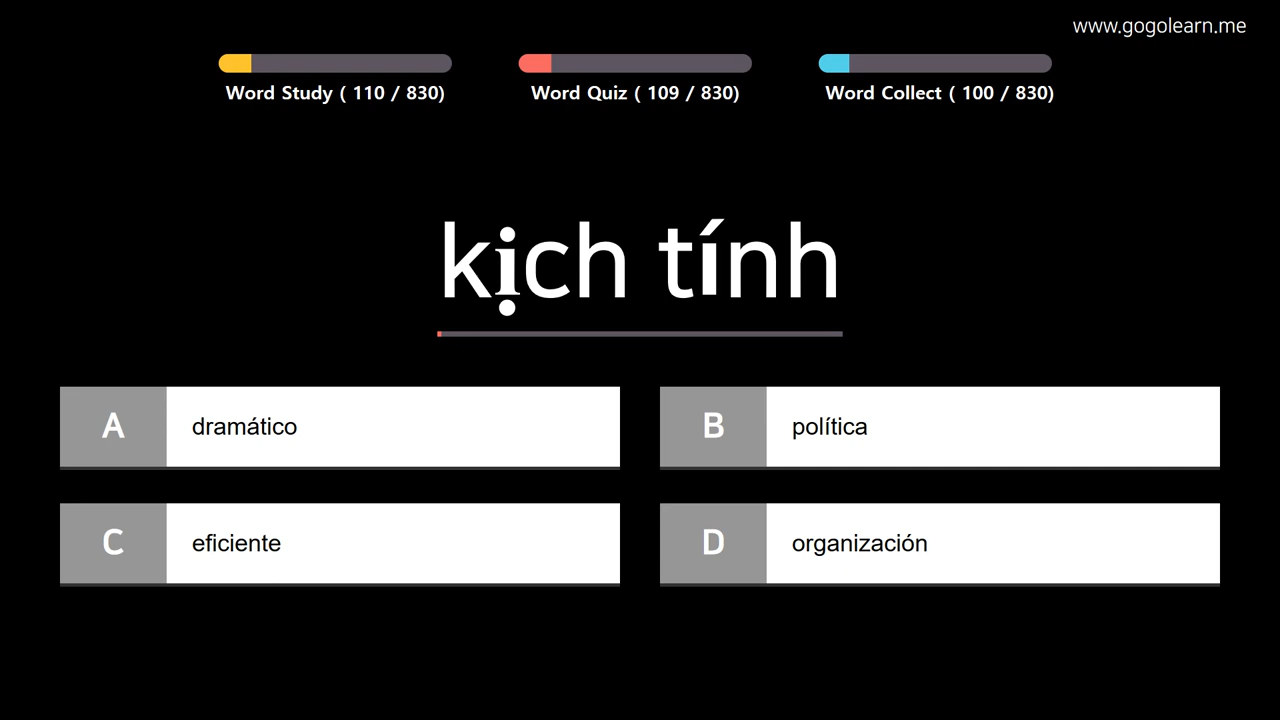 www.gogolearn.me
Word Study ( 110 / 830)
Word Quiz ( 109 / 830)
Word Collect ( 100 / 830)
kịch tính
A dramático
B política
C eficiente
D organización